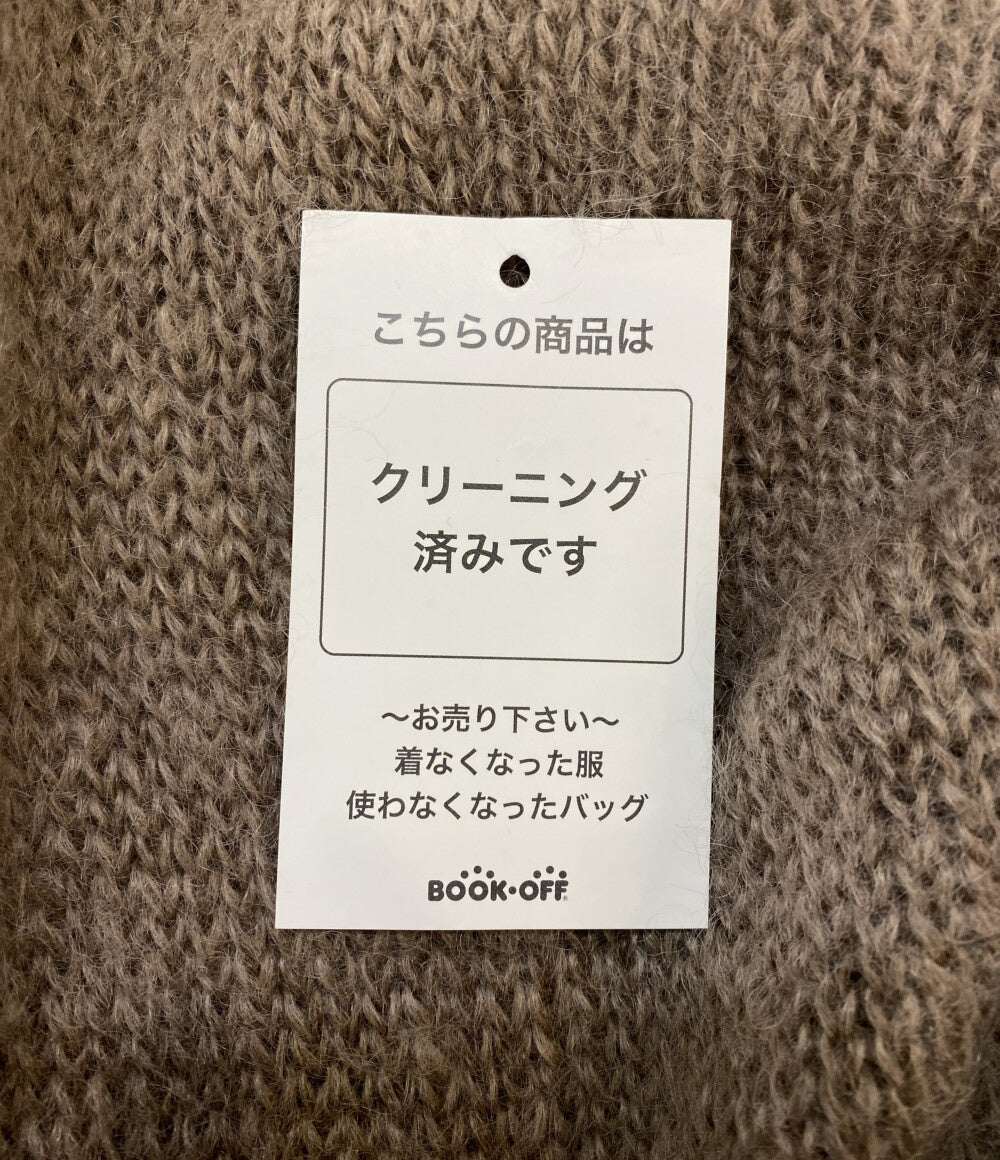 こちらの商品は
クリーニング
済みです
～お売り下さい～
着なくなった服
使わなくなったバッグ
BOOK・OFF